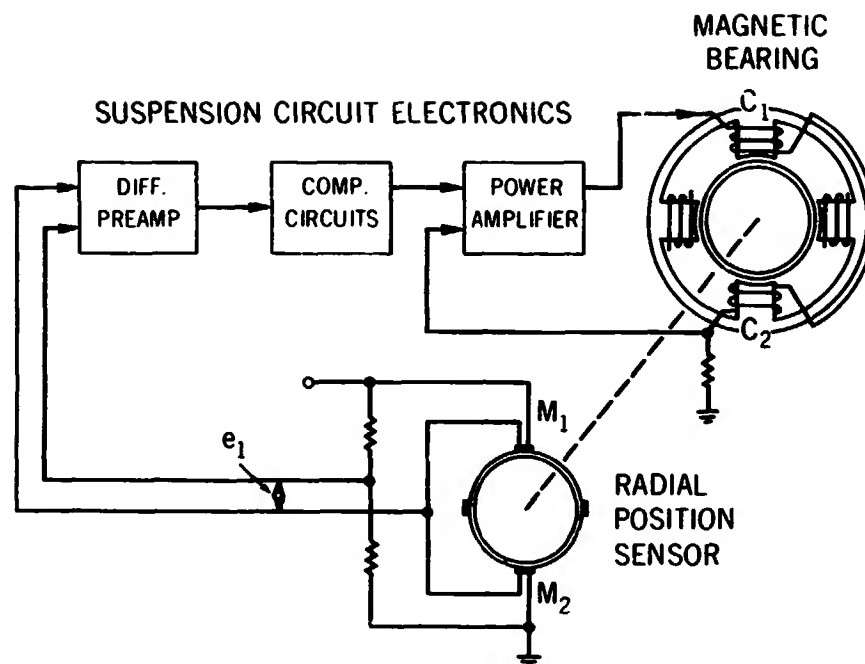 MAGNETIC
BEARING
SUSPENSION CIRCUIT ELECTRONICS
C1
DIFF.
PREAMP
COMP.
CIRCUITS
POWER
AMPLIFIER
C2
M1
e1
RADIAL
POSITION
SENSOR
M2